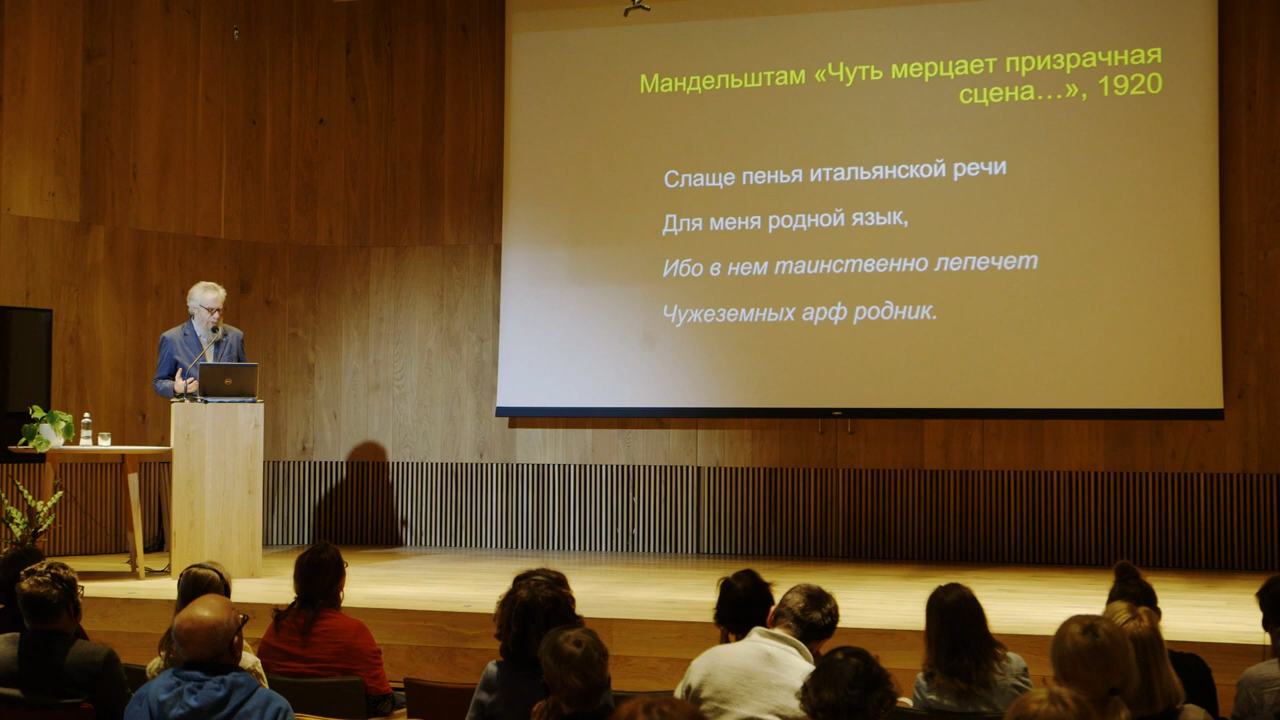 Мандельштам «Чуть мерцает призрачная
сцена...», 1920
Слаще пенья итальянской речи
Для меня родной язык,
Ибо в нем таинственно лепечет
Чужеземных арф родник.